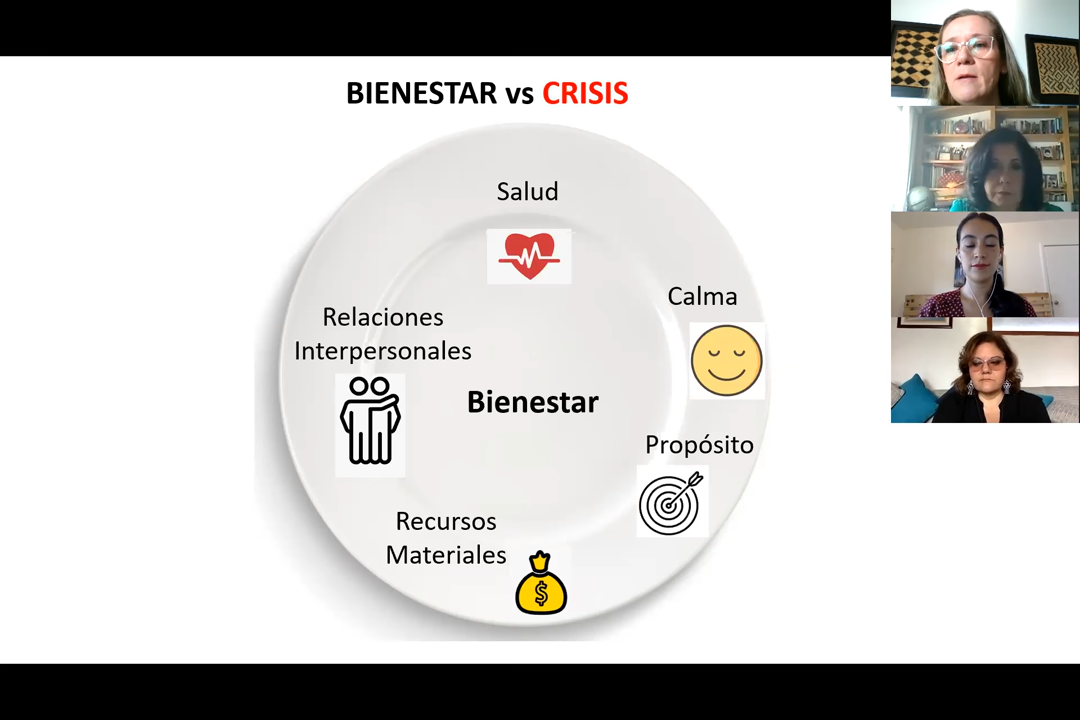 BIENESTAR vs CRISIS
Salud
Calma
Relaciones
Interpersonales
Bienestar
Propósito
Recursos
Materiales
$